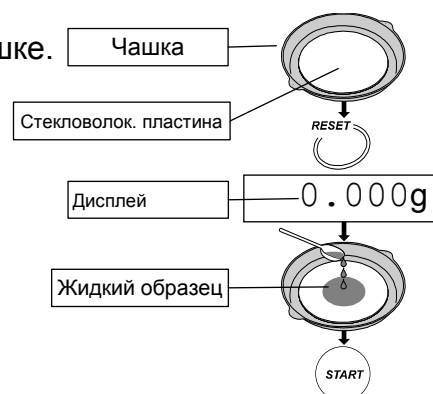 шке.
Чашка
Стекловолок. пластина
RESET
Дисплей
0.000g
Жидкий образец
START